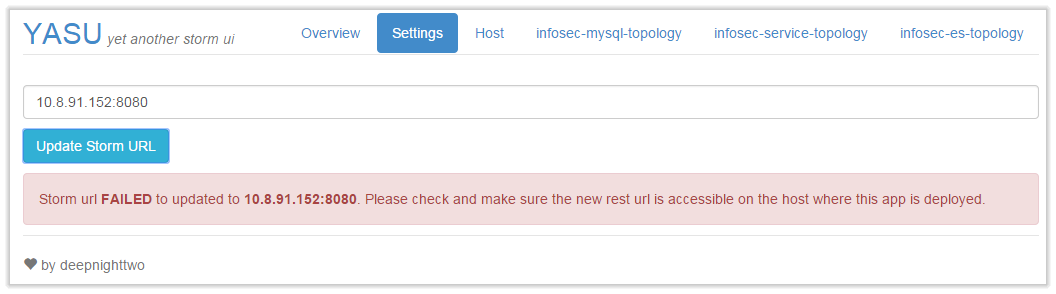 YASU yet another storm ui Overview Settings Host infosec-mysql-topology infosec-service-topology infosec-es-topology
10.8.91.152:8080
Update Storm URL
Storm url FAILED to updated to 10.8.91.152:8080. Please check and make sure the new rest url is accessible on the host where this app is deployed.
❤ by deepnighttwo